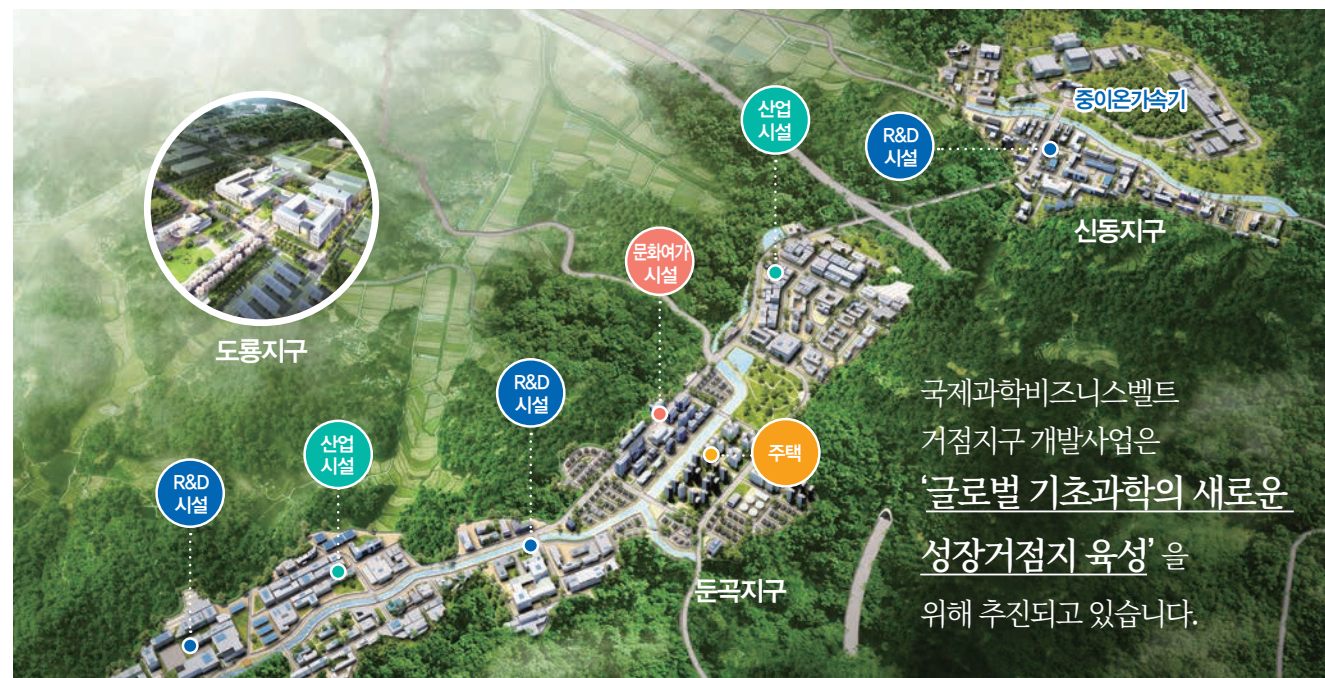 산업
시설
R&D
시설
중이온가속기
신동지구
문화여가
시설
도룡지구
R&D
시설
산업
시설
주택
R&D
시설
둔곡지구
국제과학비즈니스벨트
거점지구 개발사업은
‘글로벌 기초과학의 새로운
성장거점지 육성’ 을
위해 추진되고 있습니다.